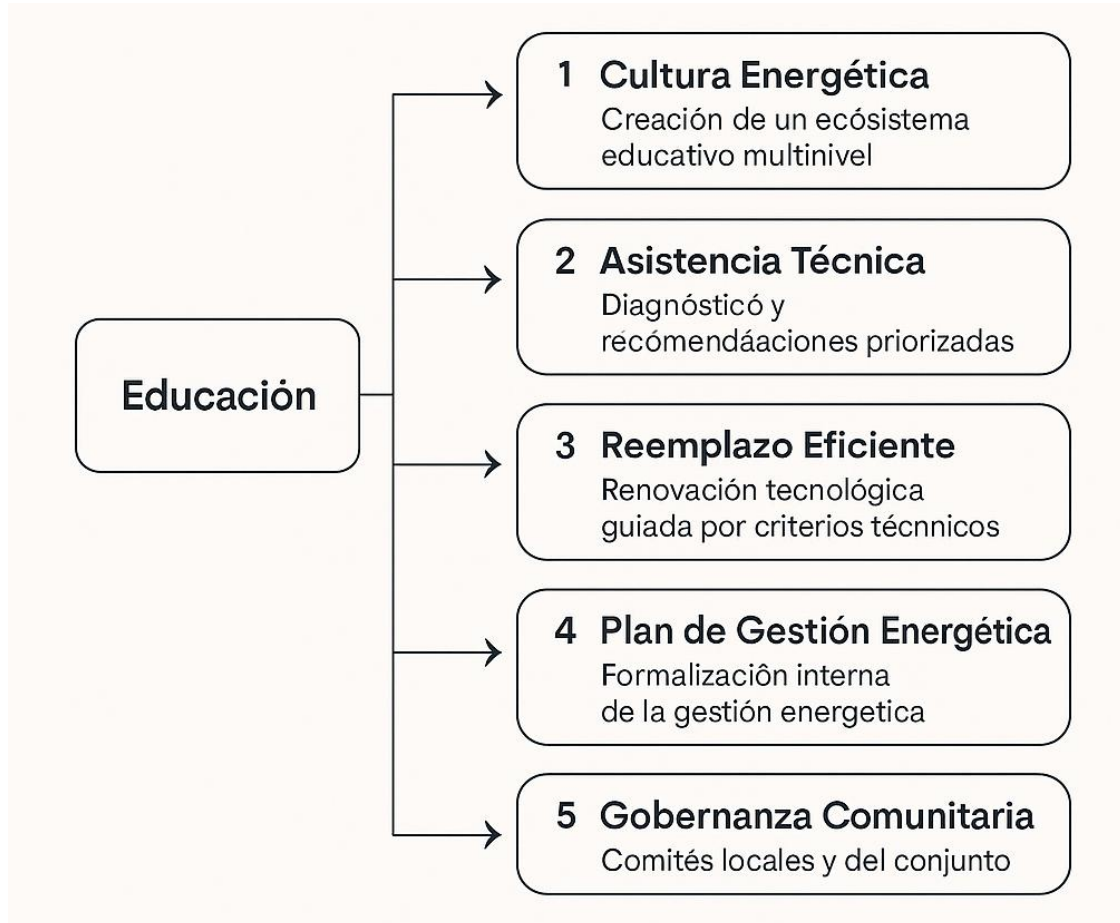 Educación
1 Cultura Energética
Creación de un ecósistema
educativo multinivel
2 Asistencia Técnica
Diagnósticó y
récómendáaciones priorizadas
3 Reemplazo Eficiente
Renovación tecnológica
guiada por criterios técnnicos
4 Plan de Gestión Energética
Formalizaciôn interna
de la gestión energetica
5 Gobernanza Comunitaria
Comités locales y del conjunto